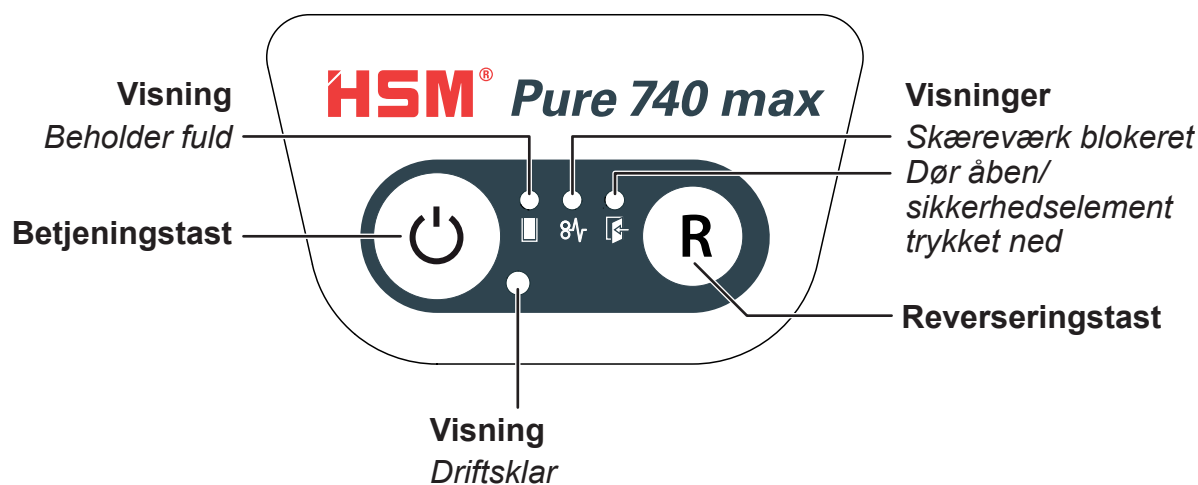 HSM® Pure 740 max
Visning
Beholder fuld
Betjeningstast
Visninger
Skæreværk blokeret
Dør åben/
sikkerhedselement
trykket ned
R
Reverseringstast
Visning
Driftsklar